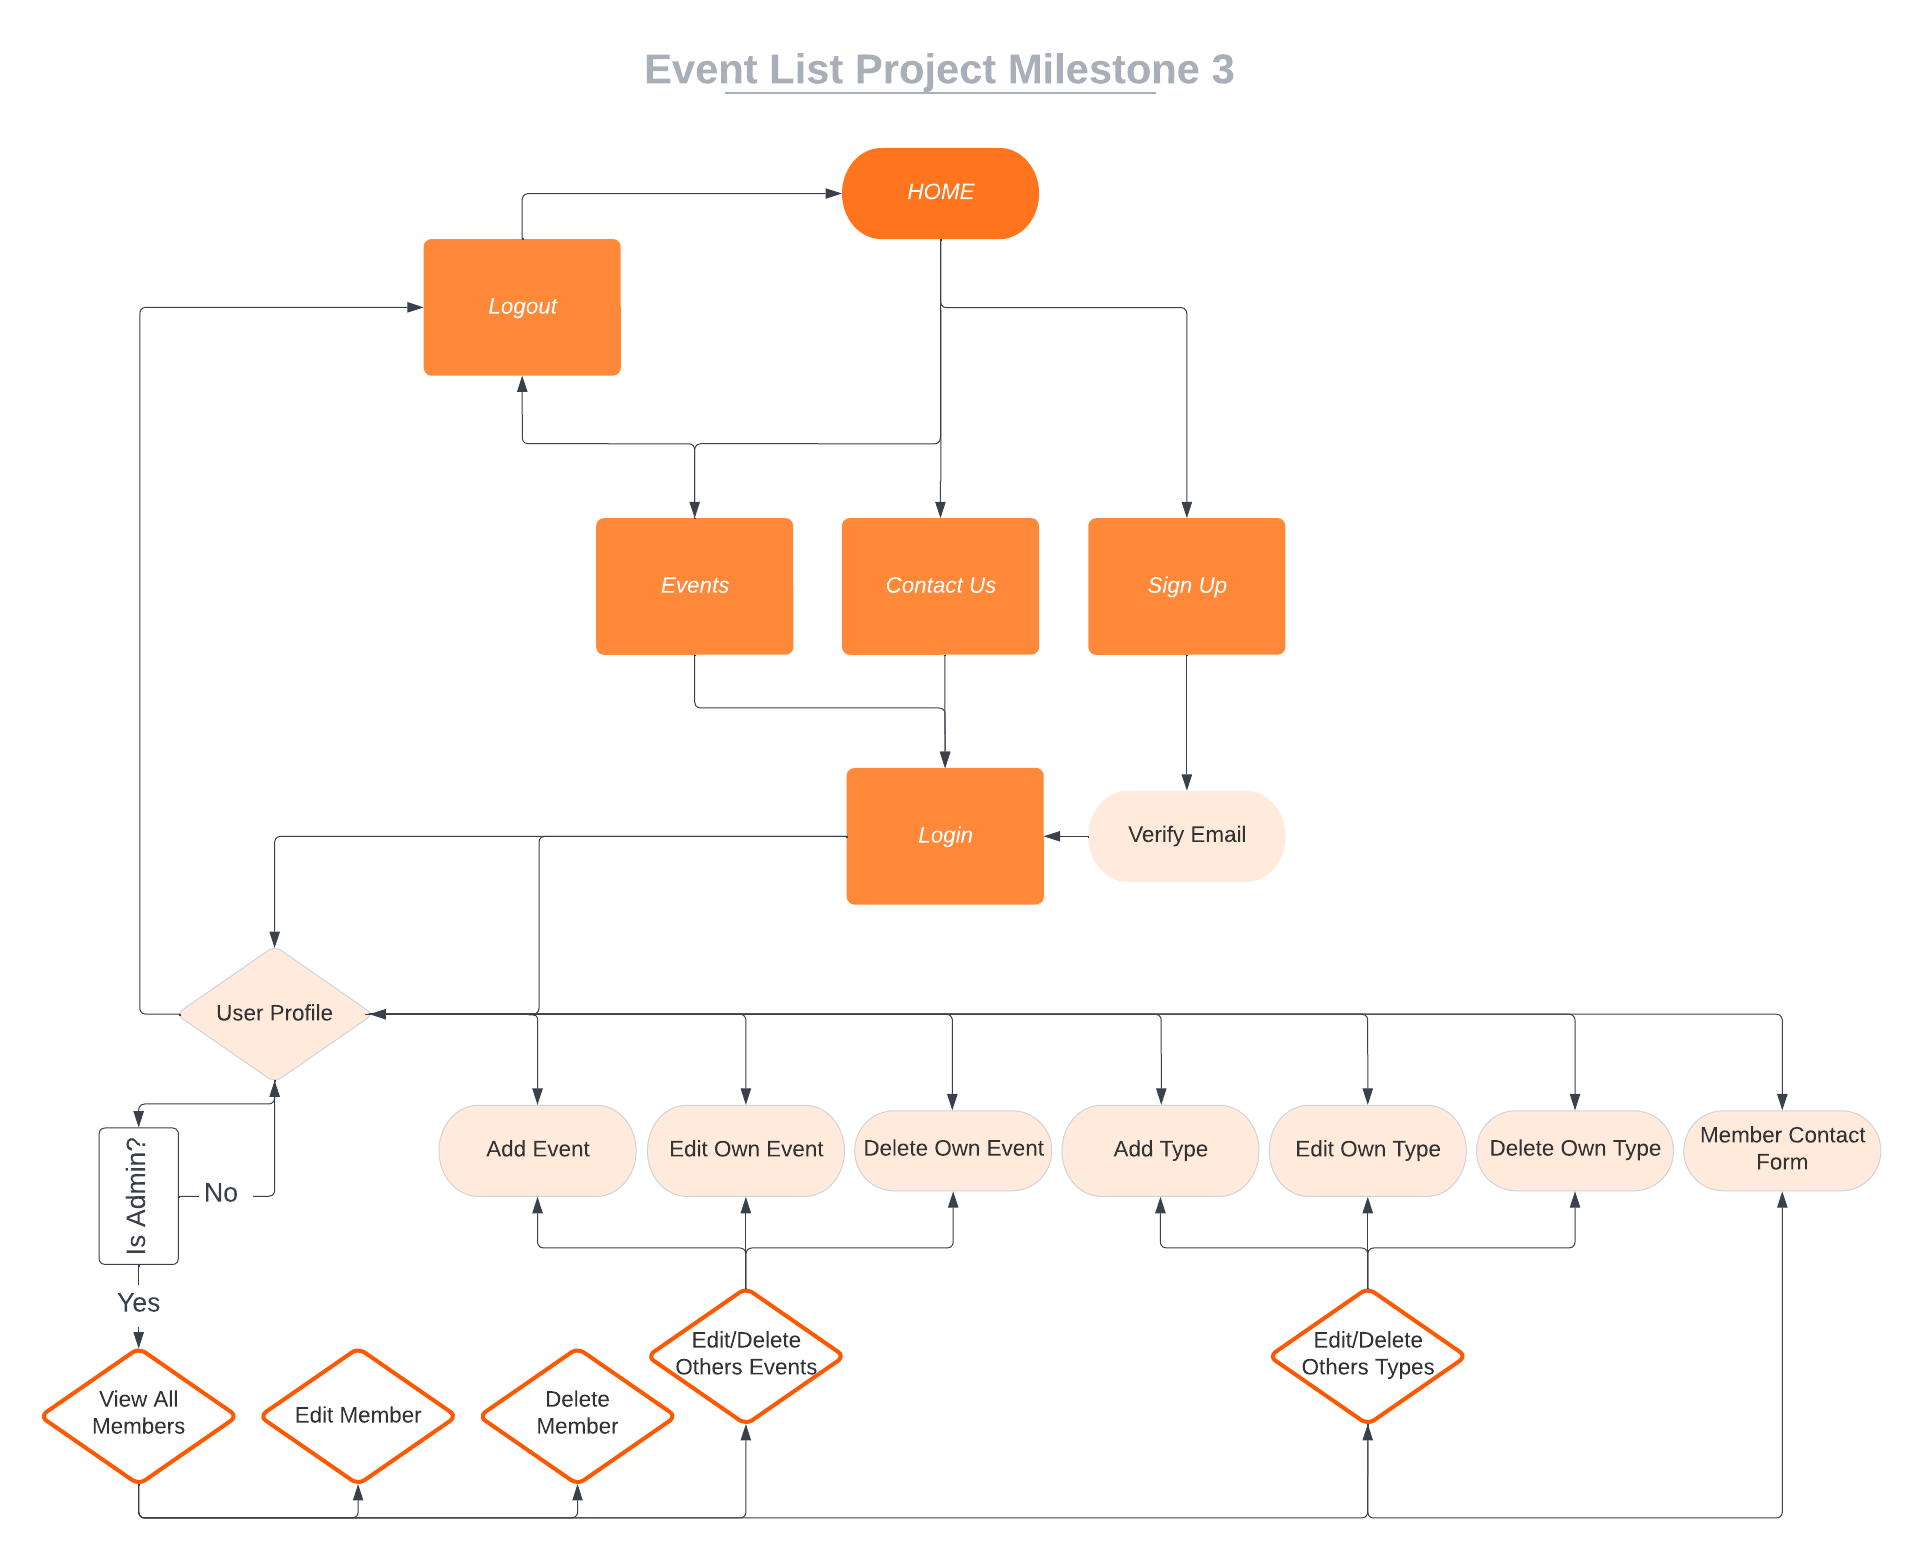 Event List Project Milestone 3
HOME
Logout
Events
Contact Us
Sign Up
Login
Verify Email
User Profile
Is Admin?
No
Yes
Add Event
Edit Own Event
Delete Own Event
Add Type
Edit Own Type
Delete Own Type
Member Contact
Form
View All
Members
Edit Member
Delete
Member
Edit/Delete
Others Events
Edit/Delete
Others Types